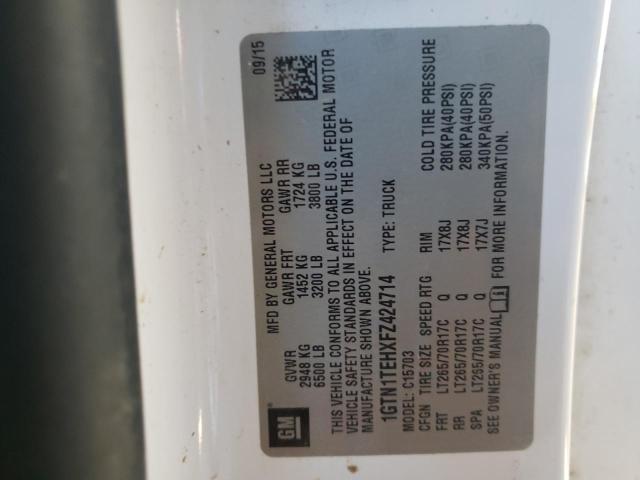 GM
MFD BY GENERAL MOTORS LLC
09/15
GVWR GAWR FRT GAWR RR
2948 KG 1452 KG 1724 KG
6500 LB 3200 LB 3800 LB
THIS VEHICLE CONFORMS TO ALL APPLICABLE U.S. FEDERAL MOTOR
VEHICLE SAFETY STANDARDS IN EFFECT ON THE DATE OF
MANUFACTURE SHOWN ABOVE.
1GTN1TEHXFZ424714 TYPE: TRUCK
MODEL: C15703
CFGN TIRE SIZE SPEED RTG RIM COLD TIRE PRESSURE
FRT LT265/70R17C Q 17X8J 280KPA(40PSI)
RR LT265/70R17C Q 17X8J 280KPA(40PSI)
SPA LT265/70R17C Q 17X7J 340KPA(50PSI)
SEE OWNER'S MANUAL FOR MORE INFORMATION.